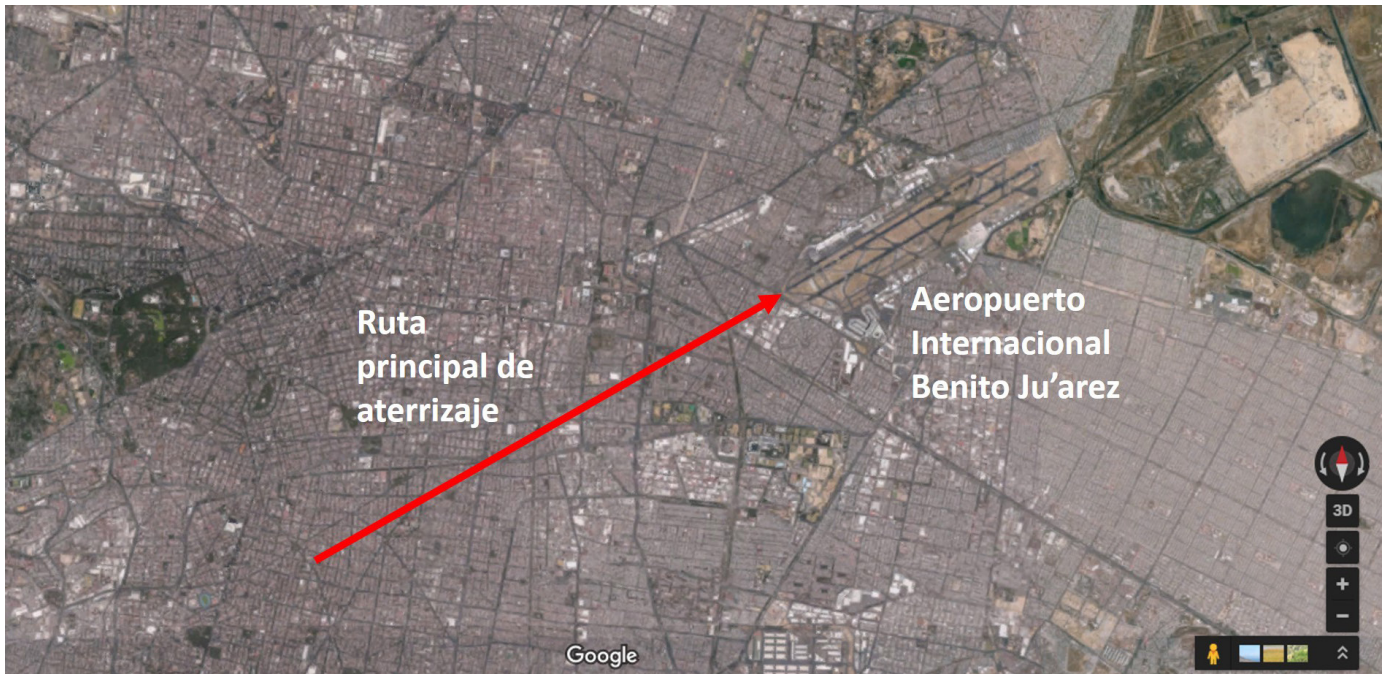 Ruta
principal de
aterrizaje
Aeropuerto
Internacional
Benito Ju’arez
3D
Google